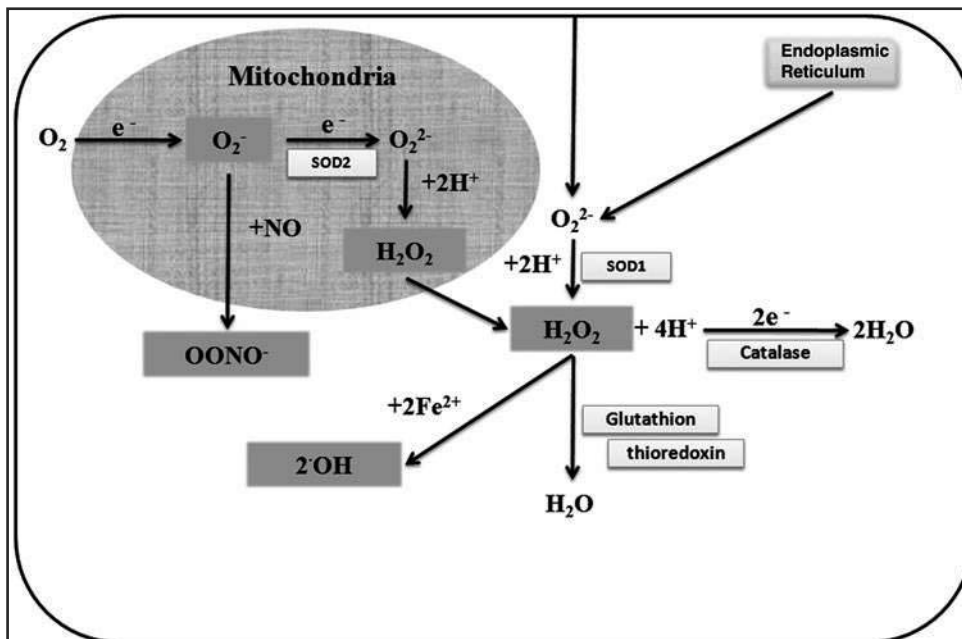 Endoplasmic
Reticulum
Mitochondria
O₂
e⁻
O₂⁻
e⁻
SOD2
O₂²⁻
+2H⁺
+NO
H₂O₂
O₂²⁻
+2H⁺
SOD1
H₂O₂ + 4H⁺
2e⁻
Catalase
2H₂O
OONO⁻
+2Fe²⁺
Glutathion
thioredoxin
2˙OH
H₂O